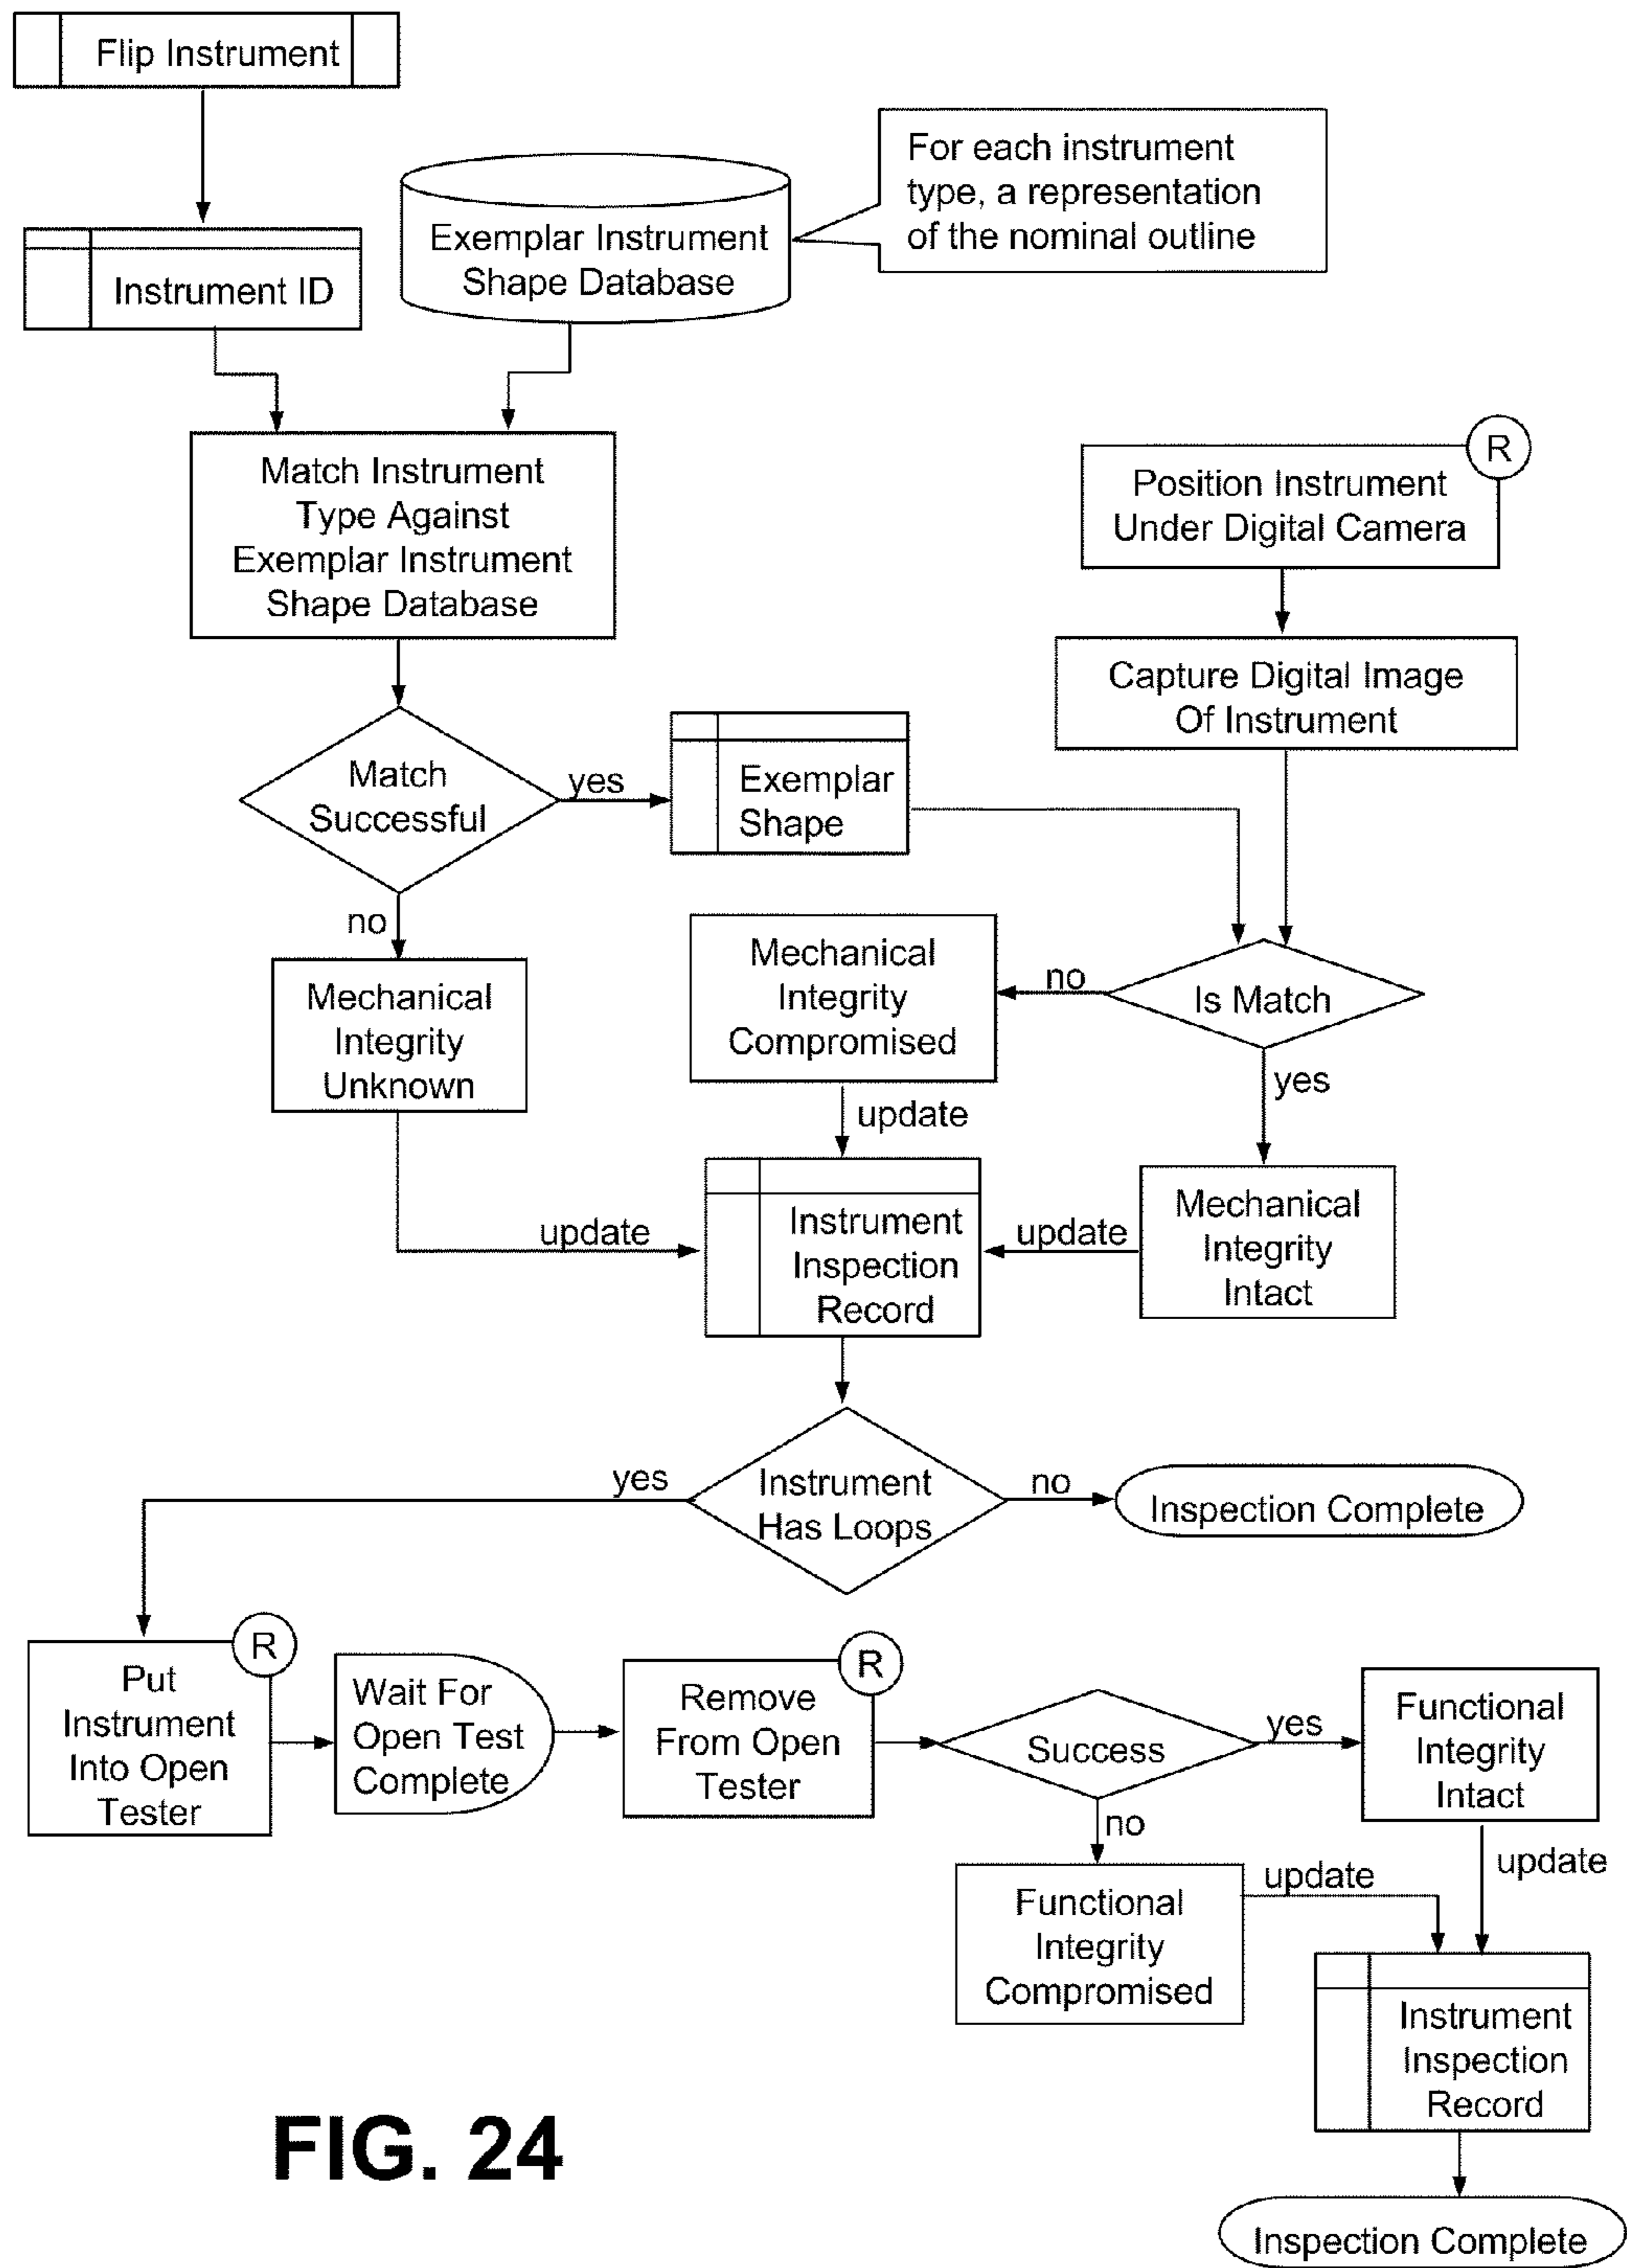 Flip Instrument
For each instrument
type, a representation
of the nominal outline
Exemplar Instrument
Shape Database
Instrument ID
Match Instrument
Type Against
Exemplar Instrument
Shape Database
R
Position Instrument
Under Digital Camera
Capture Digital Image
Of Instrument
Match
Successful
yes
Exemplar
Shape
no
Mechanical
Integrity
Unknown
Mechanical
Integrity
Compromised
no
Is Match
yes
update
update
Instrument
Inspection
Record
update
Mechanical
Integrity
Intact
yes
Instrument
Has Loops
no
Inspection Complete
R
Put
Instrument
Into Open
Tester
Wait For
Open Test
Complete
R
Remove
From Open
Tester
Success
yes
Functional
Integrity
Intact
no
update
Functional
Integrity
Compromised
update
Instrument
Inspection
Record
Inspection Complete
FIG. 24